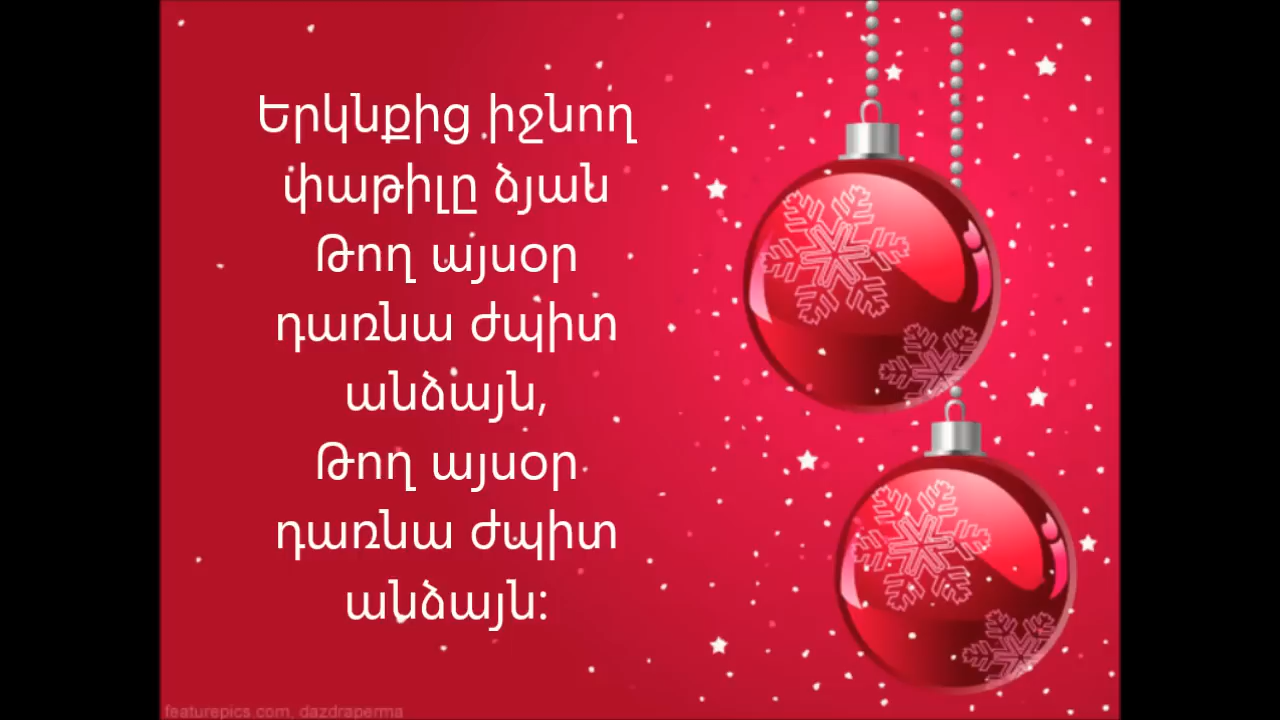 Երկնքից իջնող
փաթիլը ձյան
Թող այսօր
դառնա ժպիտ
անձայն,
Թող այսօր
դառնա ժպիտ
անձայն:
featurepics.com, dazdraperma